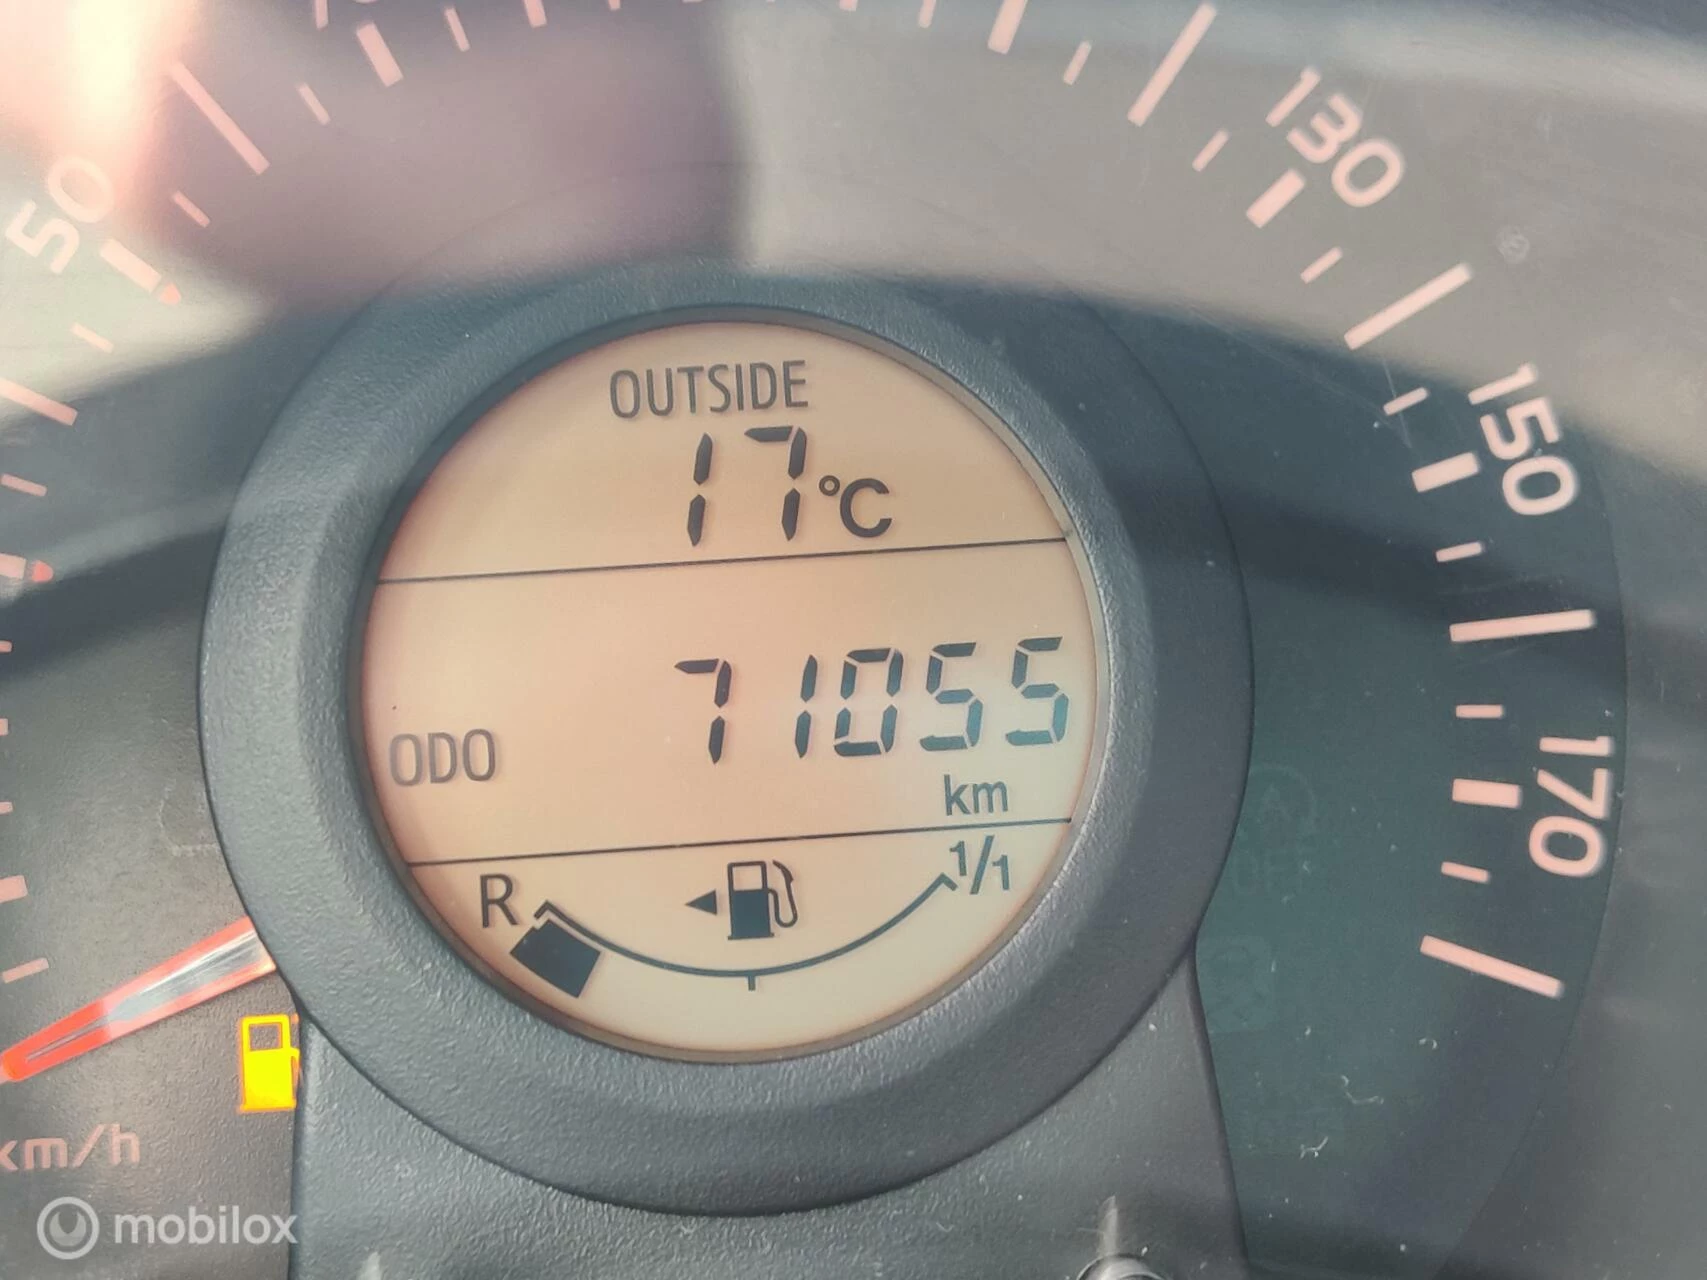 50
130
150
170
OUTSIDE
17°C
ODO 71055
km
R 1/1
km/h
mobilox